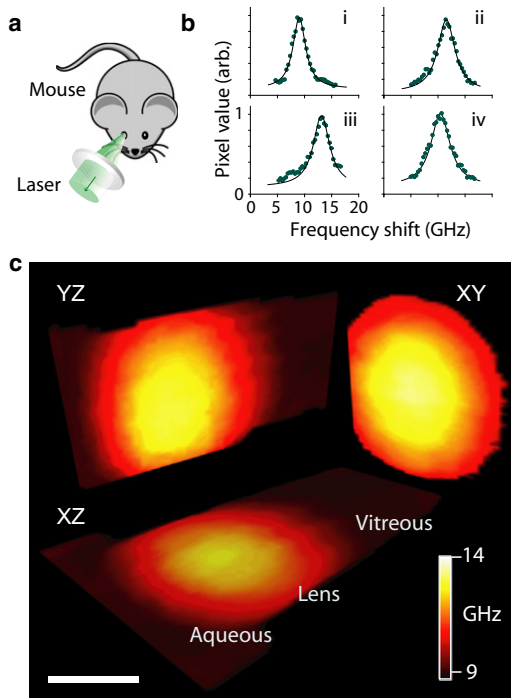 a
Mouse
Laser
b
i
ii
iii
iv
Pixel value (arb.)
1
0
0 5 10 15 20
Frequency shift (GHz)
c
YZ
XY
XZ
Vitreous
Lens
Aqueous
14
GHz
9